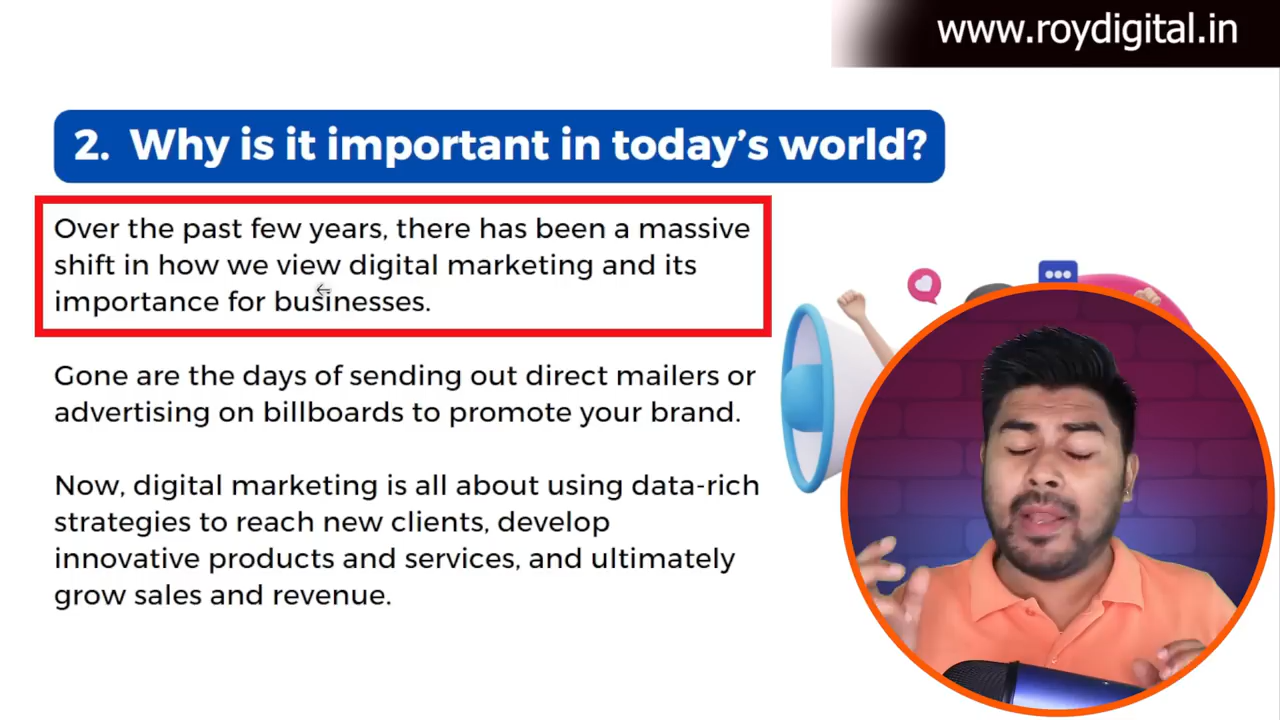 www.roydigital.in
2. Why is it important in today's world?
Over the past few years, there has been a massive
shift in how we view digital marketing and its
importance for businesses.
Gone are the days of sending out direct mailers or
advertising on billboards to promote your brand.
Now, digital marketing is all about using data-rich
strategies to reach new clients, develop
innovative products and services, and ultimately
grow sales and revenue.